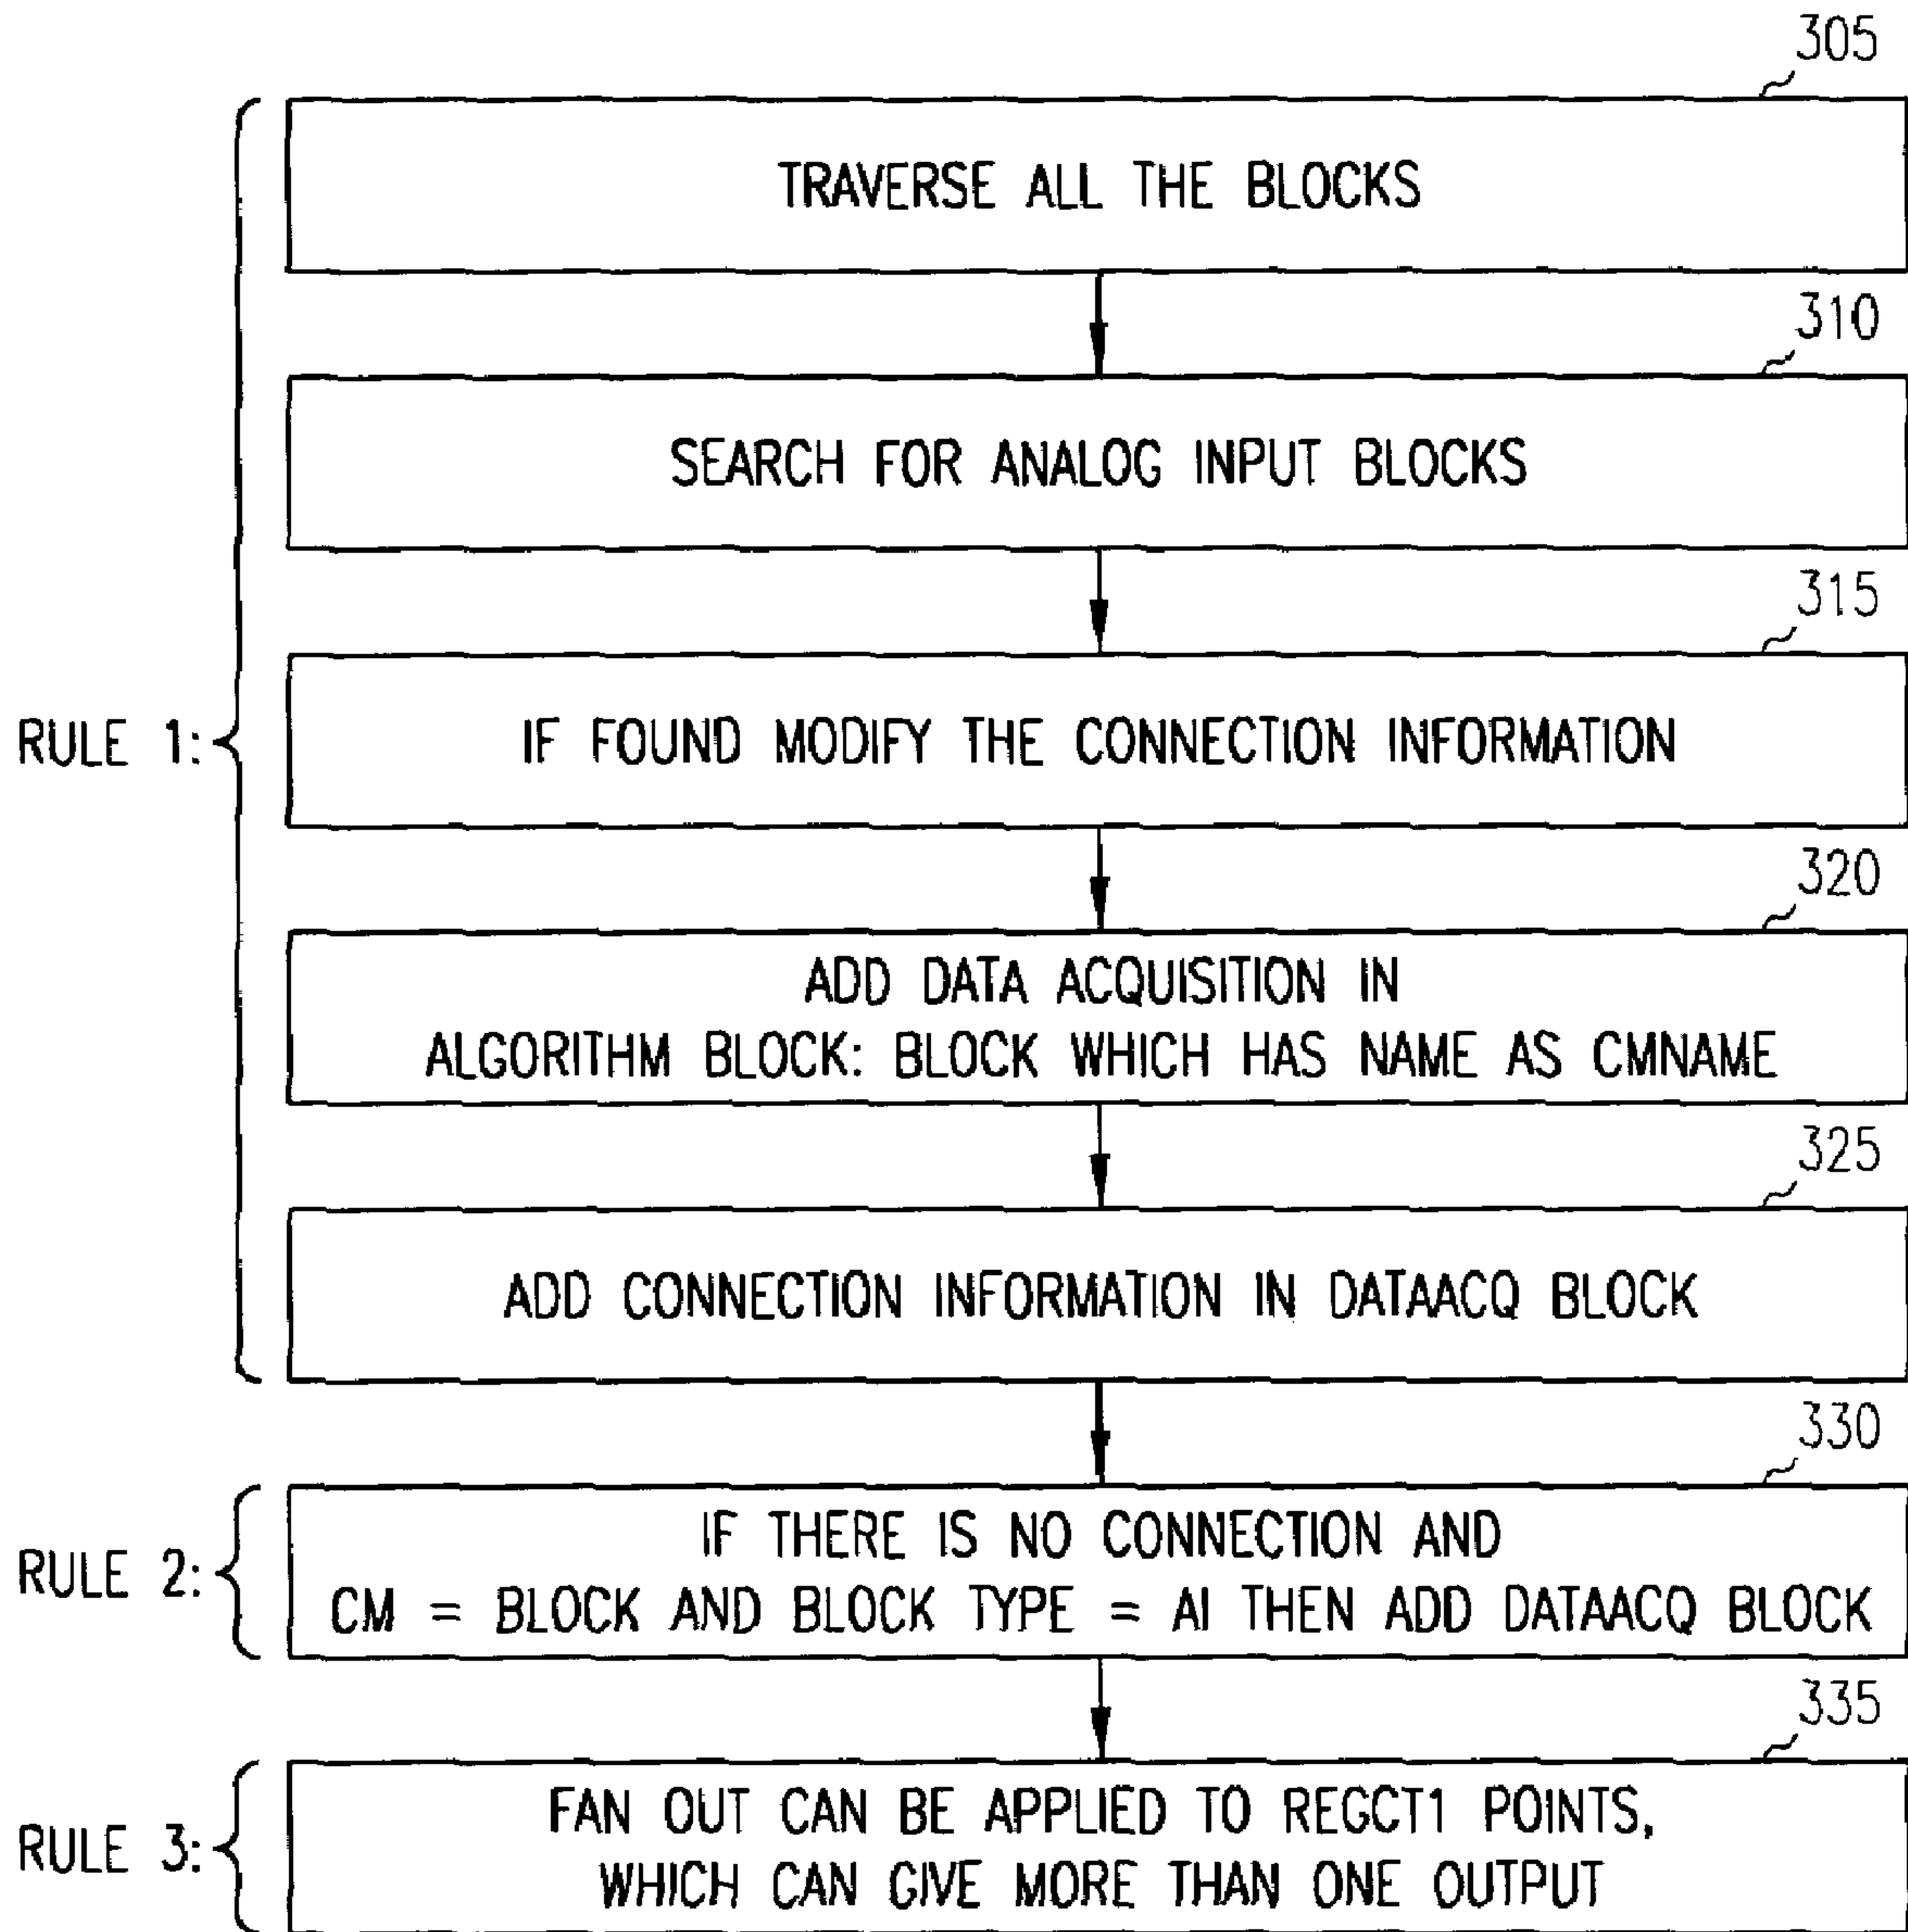 305
TRAVERSE ALL THE BLOCKS
310
SEARCH FOR ANALOG INPUT BLOCKS
315
RULE 1:
IF FOUND MODIFY THE CONNECTION INFORMATION
320
ADD DATA ACQUISITION IN
ALGORITHM BLOCK: BLOCK WHICH HAS NAME AS CMNAME
325
ADD CONNECTION INFORMATION IN DATAACQ BLOCK
330
RULE 2:
IF THERE IS NO CONNECTION AND
CM = BLOCK AND BLOCK TYPE = AI THEN ADD DATAACQ BLOCK
335
RULE 3:
FAN OUT CAN BE APPLIED TO REGCT1 POINTS,
WHICH CAN GIVE MORE THAN ONE OUTPUT